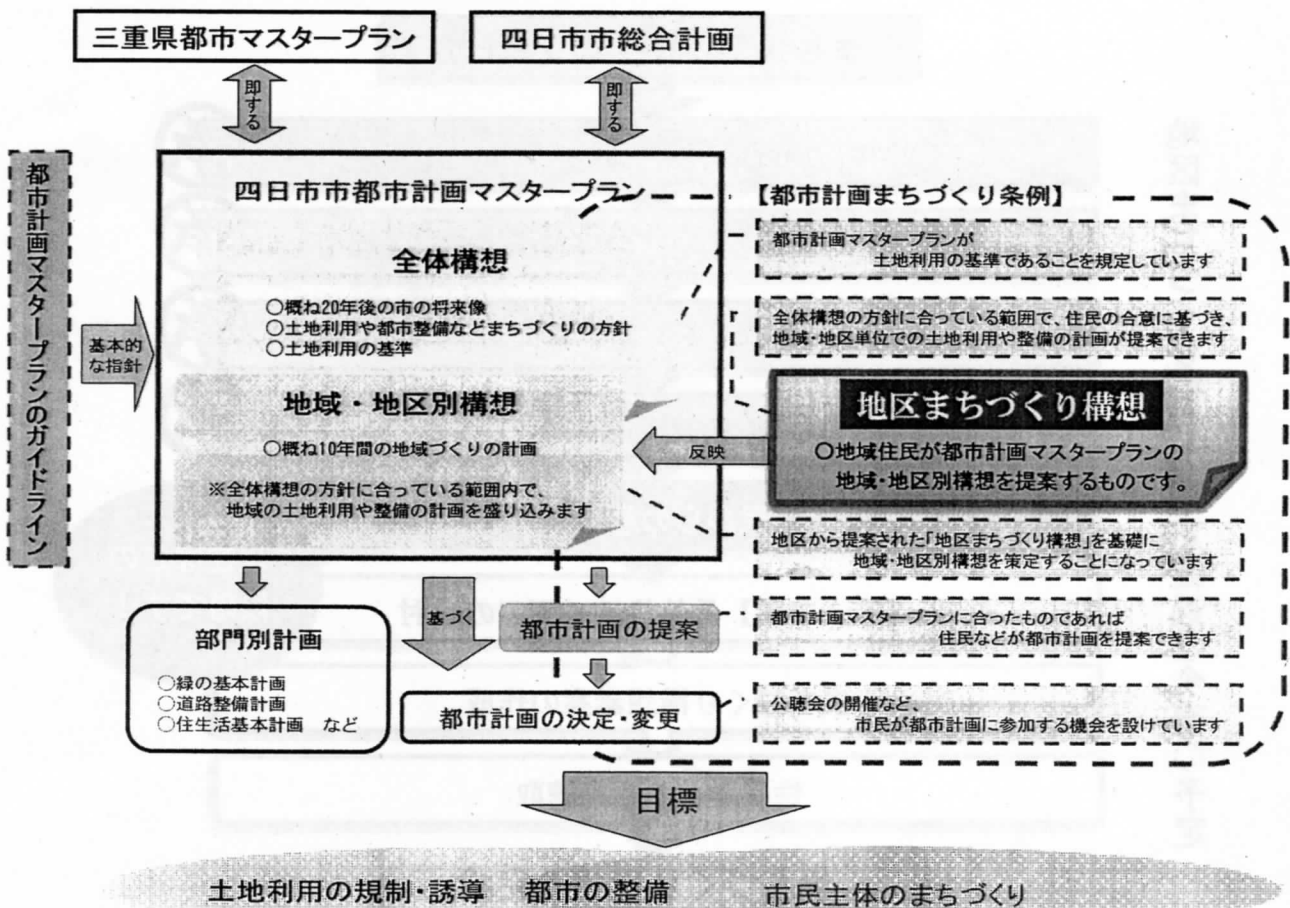 三重県都市マスタープラン
四日市市総合計画
即する
即する
都市計画マスタープランのガイドライン
基本的
な指針
四日市市都市計画マスタープラン
全体構想
○概ね20年後の市の将来像
○土地利用や都市整備などまちづくりの方針
○土地利用の基準
地域・地区別構想
○概ね10年間の地域づくりの計画
※全体構想の方針に合っている範囲内で、
地域の土地利用や整備の計画を盛り込みます
【都市計画まちづくり条例】
都市計画マスタープランが
土地利用の基準であることを規定しています
全体構想の方針に合っている範囲で、住民の合意に基づき、
地域・地区単位での土地利用や整備の計画が提案できます
地区まちづくり構想
○地域住民が都市計画マスタープランの
地域・地区別構想を提案するものです。
反映
地区から提案された「地区まちづくり構想」を基礎に
地域・地区別構想を策定することになっています
都市計画マスタープランに合ったものであれば
住民などが都市計画を提案できます
公聴会の開催など、
市民が都市計画に参加する機会を設けています
部門別計画
○緑の基本計画
○道路整備計画
○住生活基本計画 など
基づく
都市計画の提案
都市計画の決定・変更
目標
土地利用の規制・誘導 都市の整備 市民主体のまちづくり